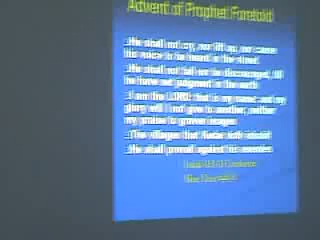 Advent of Prophet Foretold
..He shall not cry, nor lift up, nor cause
his voice to be heard in the street.
..He shall not fail nor be discouraged, till
he have set judgment in the earth
..I am the LORD: that is my name: and my
glory will I not give to another, neither
my praise to graven images
..The villages that Kedar doth inhabit
..He shall prevail against his enemies